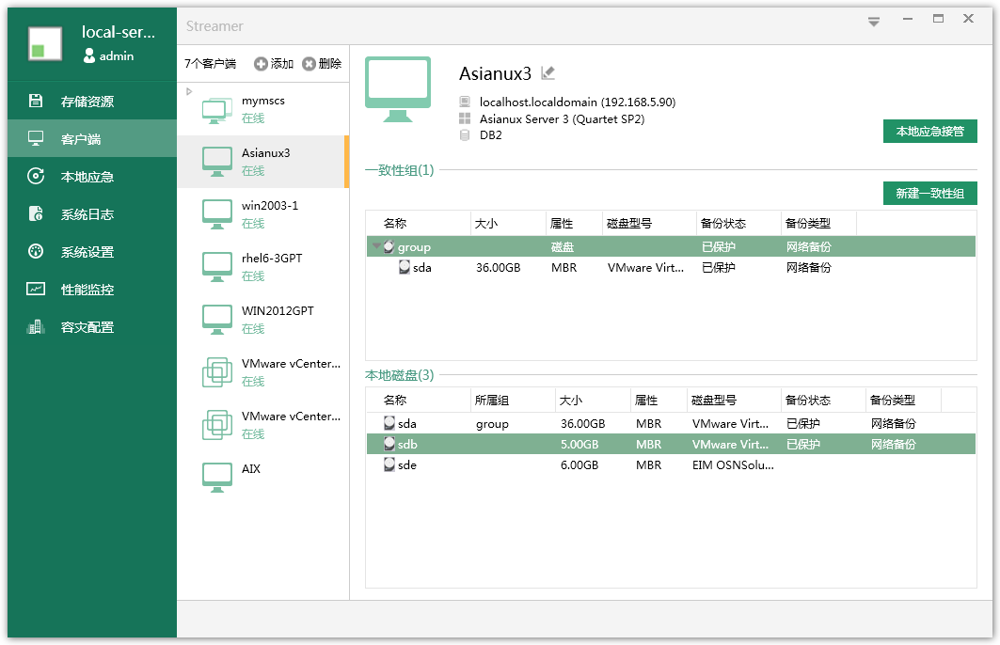 local-ser...
admin
存储资源
客户端
本地应急
系统日志
系统设置
性能监控
容灾配置
Streamer
7个客户端 添加 删除
mymscs
在线
Asianux3
在线
win2003-1
在线
rhel6-3GPT
在线
WIN2012GPT
在线
VMware vCenter...
在线
VMware vCenter...
在线
AIX
Asianux3
localhost.localdomain (192.168.5.90)
Asianux Server 3 (Quartet SP2)
DB2
本地应急接管
一致性组(1)
新建一致性组
名称 大小 属性 磁盘型号 备份状态 备份类型
group 磁盘 已保护 网络备份
sda 36.00GB MBR VMware Virt... 已保护 网络备份
本地磁盘(3)
名称 所属组 大小 属性 磁盘型号 备份状态 备份类型
sda group 36.00GB MBR VMware Virt... 已保护 网络备份
sdb 5.00GB MBR VMware Virt... 已保护 网络备份
sde 6.00GB MBR EIM OSNSolu...